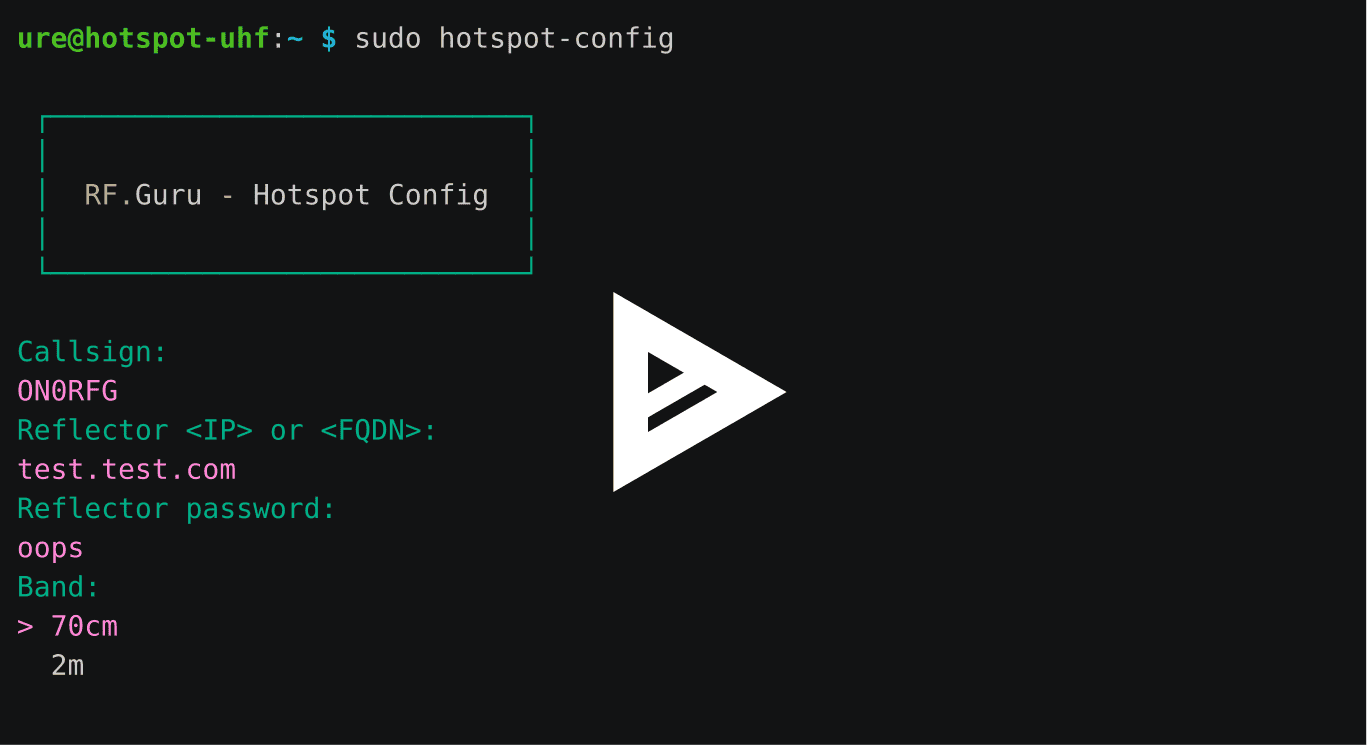 ure@hotspot-uhf:~ $ sudo hotspot-config
RF.Guru - Hotspot Config
Callsign:
ON0RFG
Reflector <IP> or <FQDN>:
test.test.com
Reflector password:
oops
Band:
> 70cm
2m